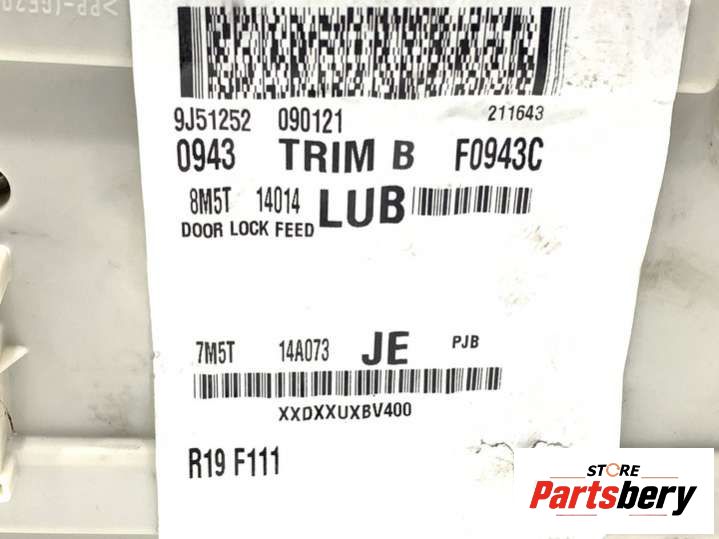 9J51252 090121 211643
0943 TRIM B F0943C
8M5T 14014 LUB
DOOR LOCK FEED
7M5T 14A073 JE PJB
XXDXXUXBV400
R19 F111
STORE
Partsbery